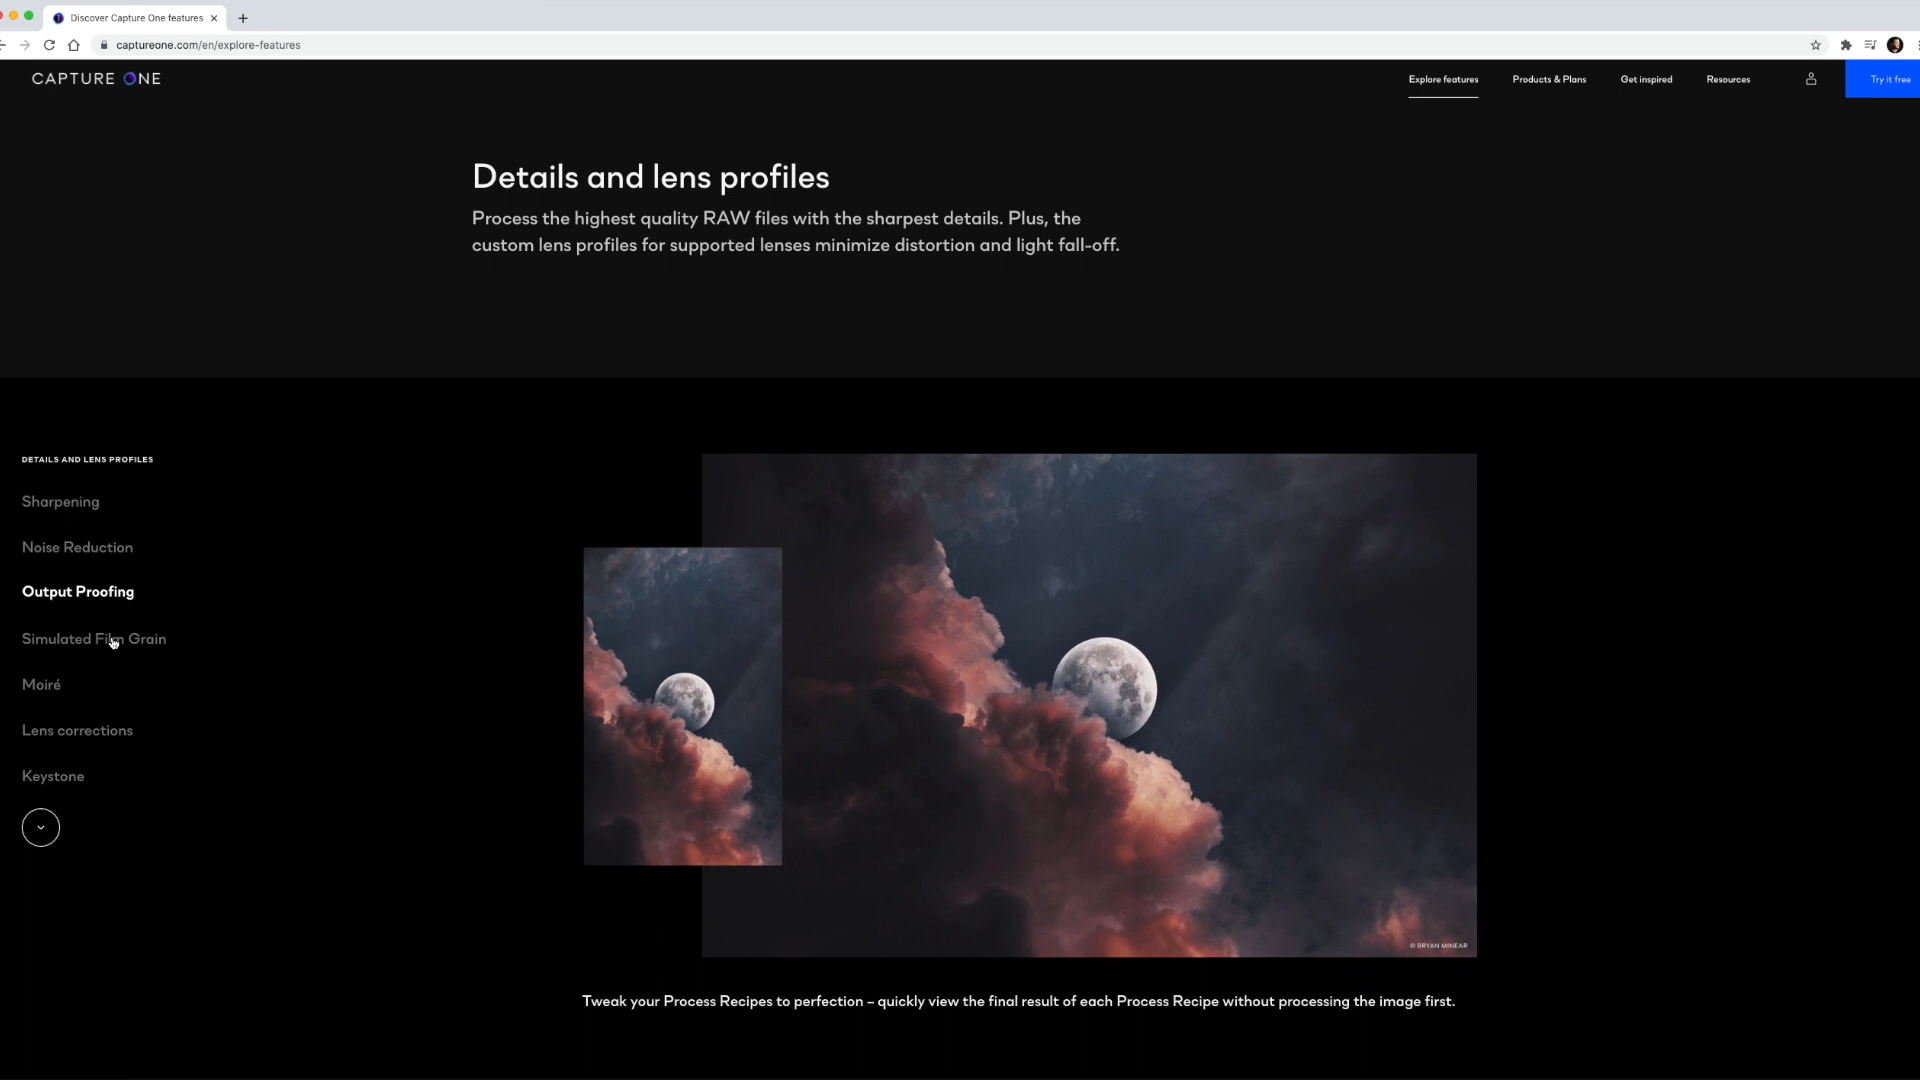 Discover Capture One features
captureone.com/en/explore-features
CAPTURE ONE
Explore features
Products & Plans
Get inspired
Resources
Try it free
Details and lens profiles
Process the highest quality RAW files with the sharpest details. Plus, the
custom lens profiles for supported lenses minimize distortion and light fall-off.
DETAILS AND LENS PROFILES
Sharpening
Noise Reduction
Output Proofing
Simulated Film Grain
Moiré
Lens corrections
Keystone
© BRYAN MINEAR
Tweak your Process Recipes to perfection – quickly view the final result of each Process Recipe without processing the image first.